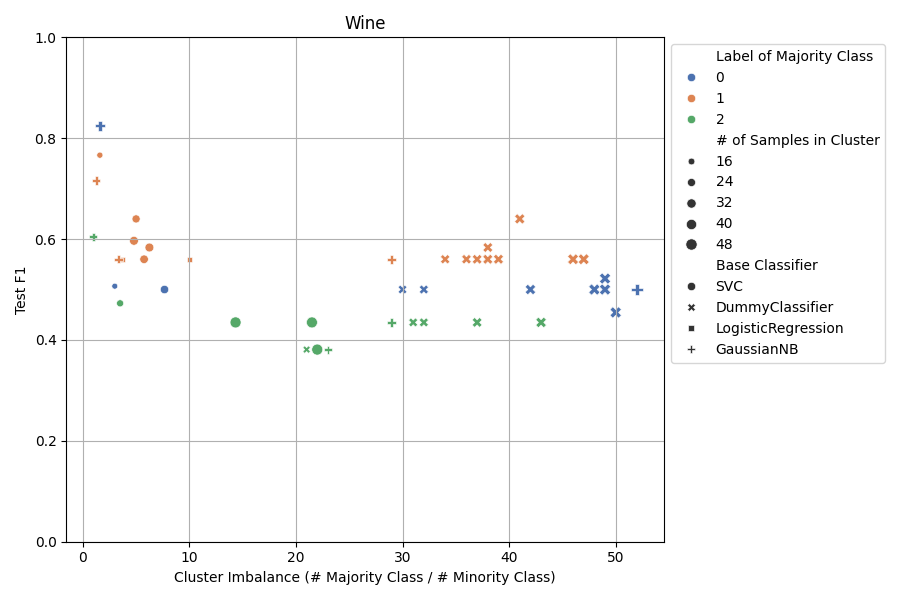 Wine
Test F1
1.0
0.8
0.6
0.4
0.2
0.0
0 10 20 30 40 50
Cluster Imbalance (# Majority Class / # Minority Class)
Label of Majority Class
0
1
2
# of Samples in Cluster
16
24
32
40
48
Base Classifier
SVC
DummyClassifier
LogisticRegression
GaussianNB